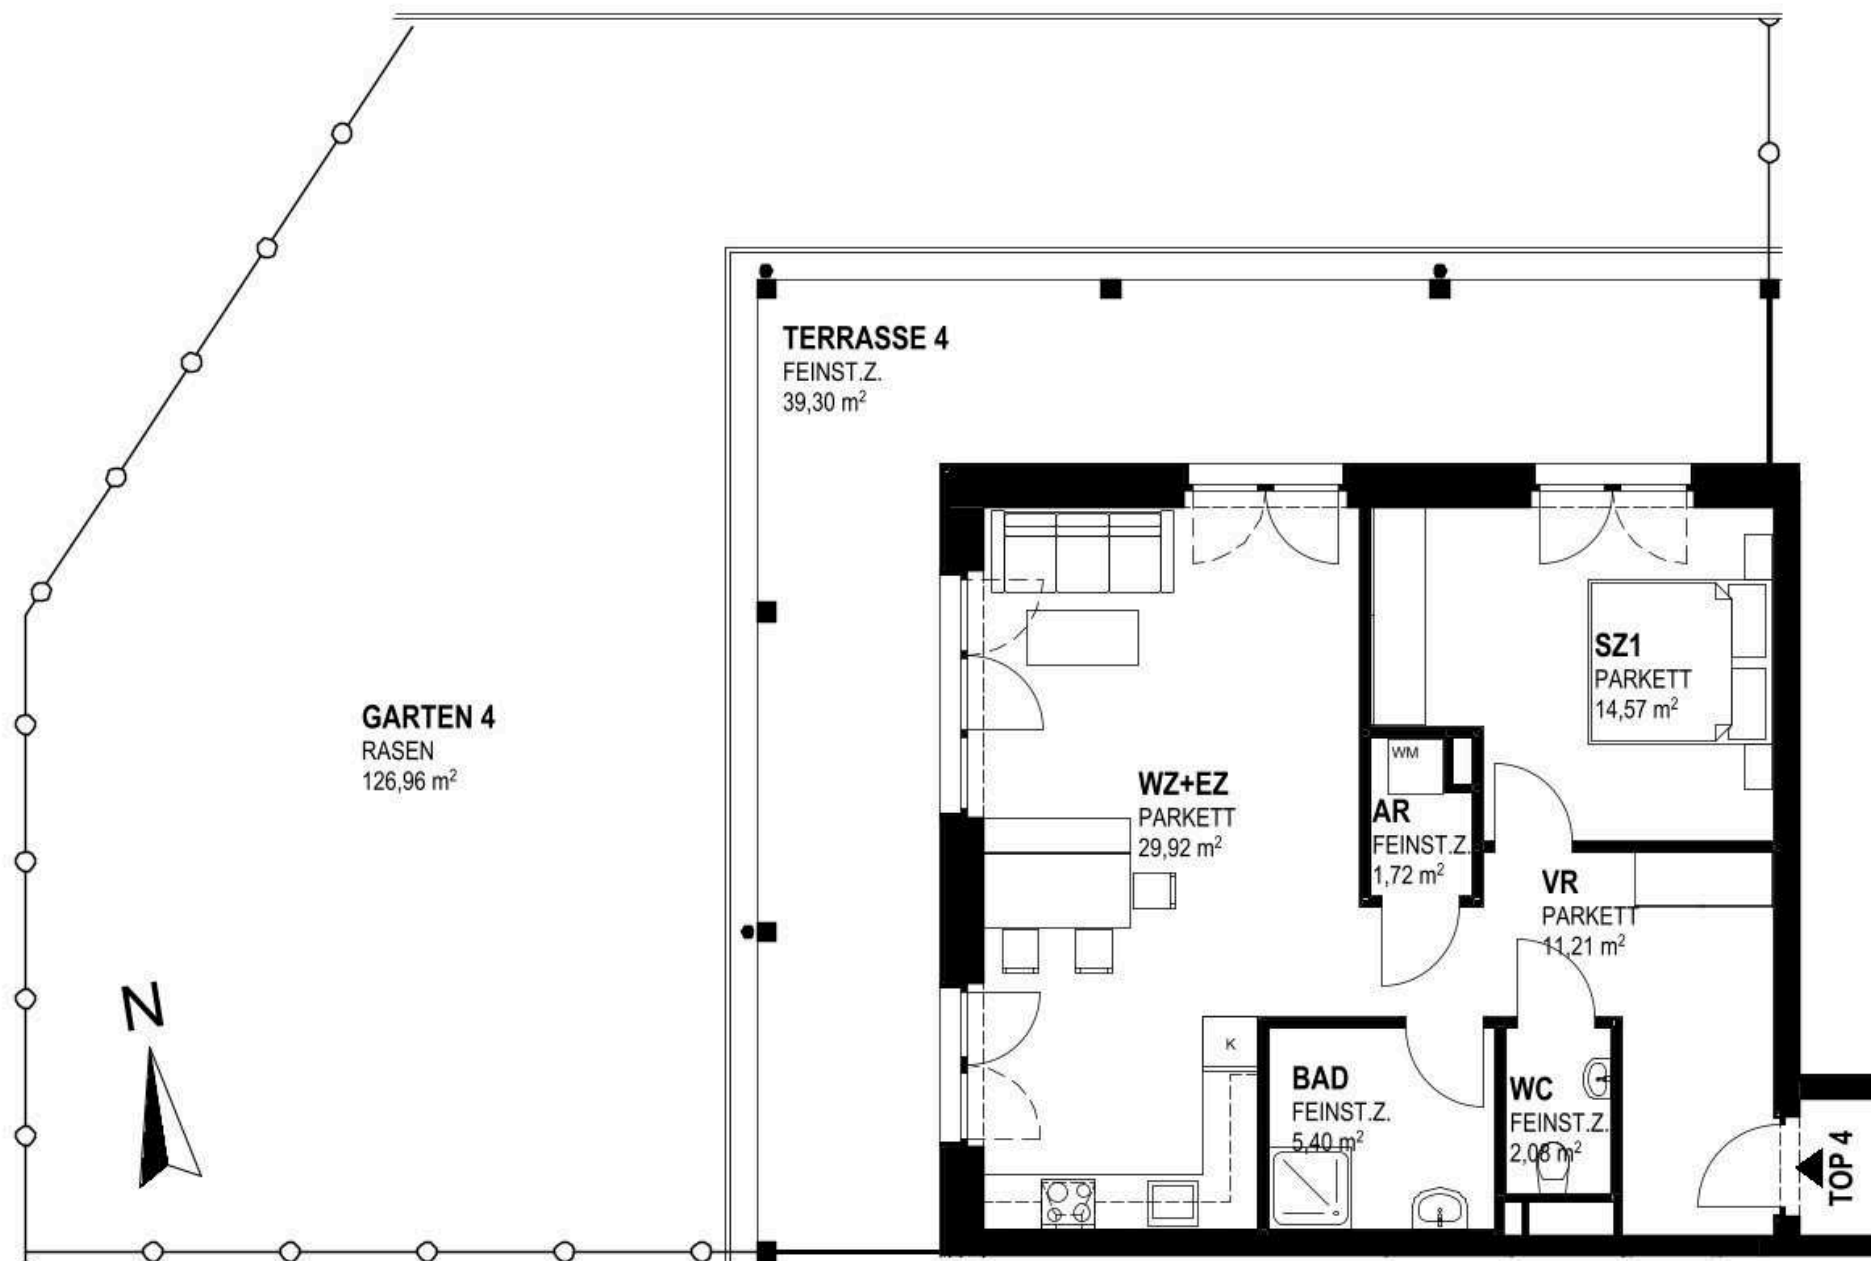 TERRASSE 4
FEINST.Z.
39,30 m²
GARTEN 4
RASEN
126,96 m²
SZ1
PARKETT
14,57 m²
WM
WZ+EZ
PARKETT
29,92 m²
AR
FEINST.Z.
1,72 m²
VR
PARKETT
11,21 m²
N
K
BAD
FEINST.Z.
5,40 m²
WC
FEINST.Z.
2,08 m²
TOP 4